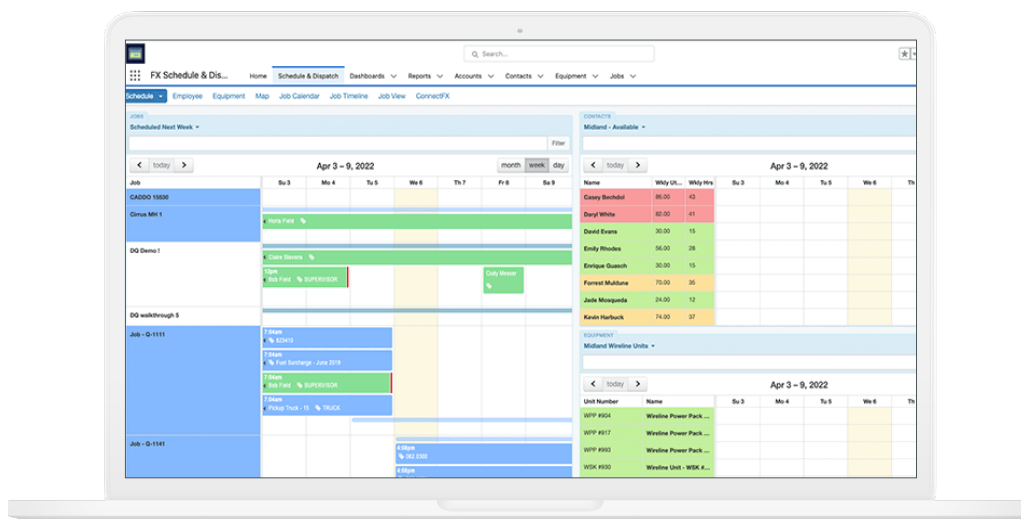 Search...
FX Schedule & Dis...
Home
Schedule & Dispatch
Dashboards
Reports
Accounts
Contacts
Equipment
Jobs
Schedule
Employee
Equipment
Map
Job Calendar
Job Timeline
Job View
ConnectFX
JOBS
Scheduled Next Week
Filter
today
Apr 3 – 9, 2022
month
week
day
Job
Su 3
Mo 4
Tu 5
We 6
Th 7
Fr 8
Sa 9
CADDO 15530
Cirrus MH 1
Horis Field
DQ Demo !
Claire Stevens
12pm
Bob Field
SUPERVISOR
Cody Messer
DQ walkthrough 5
Job - Q-1111
7:04am
823410
7:04am
Fuel Surcharge - June 2019
7:04am
Bob Field
SUPERVISOR
7:04am
Pickup Truck - 15
TRUCK
Job - Q-1141
4:08pm
062.0300
4:08pm
CONTACTS
Midland - Available
today
Apr 3 – 9, 2022
Name
Wkly Ut...
Wkly Hrs
Su 3
Mo 4
Tu 5
We 6
Th
Casey Bechdol
86.00
43
Daryl White
82.00
41
David Evans
30.00
15
Emily Rhodes
56.00
28
Enrique Guasch
30.00
15
Forrest Mulduna
70.00
35
Jade Mosqueda
24.00
12
Kevin Harbuck
74.00
37
EQUIPMENT
Midland Wireline Units
today
Apr 3 – 9, 2022
Unit Number
Name
Su 3
Mo 4
Tu 5
We 6
Th
WPP #904
Wireline Power Pack ...
WPP #917
Wireline Power Pack ...
WPP #993
Wireline Power Pack ...
WSK #930
Wireline Unit - WSK #...